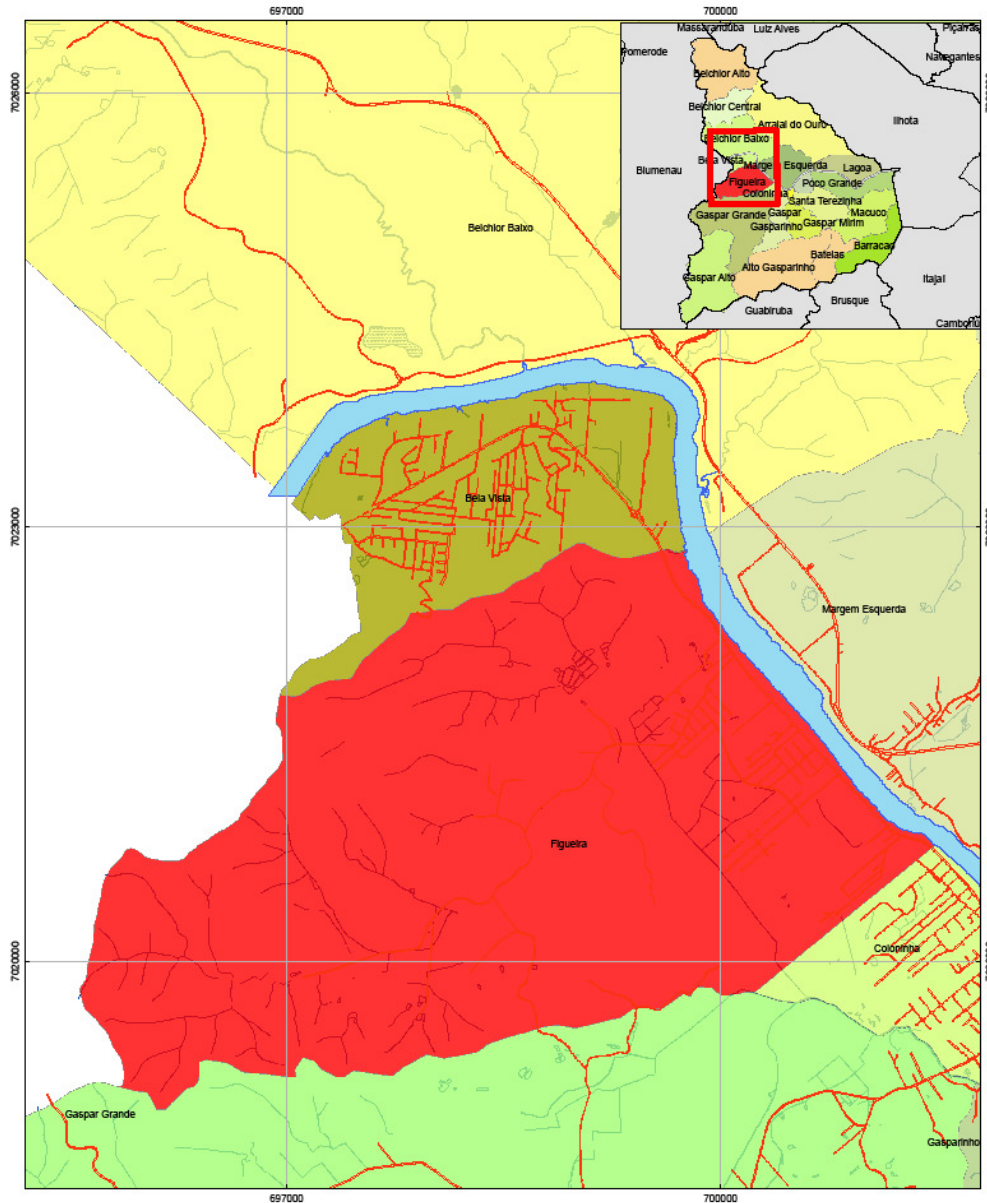 697000
700000
Massaranduba
Luiz Alves
Piçarras
Pomerode
Navegantes
Belchior Alto
Belchior Central
Arraial do Ouro
Ilhota
Belchior Baixo
Bela Vista
Margem Esquerda
Lagoa
Blumenau
Figueira
Poco Grande
Coloninha
Santa Terezinha
Gaspar Grande
Gaspar
Macuco
Gasparinho
Gaspar Mirim
Barracao
Batelas
Alto Gasparinho
Gaspar Alto
Itajaí
Brusque
Guabiruba
Camboriú
7026000
Belchior Baixo
Bela Vista
7023000
Margem Esquerda
Figueira
Coloninha
7020000
Gaspar Grande
Gasparinho
697000
700000